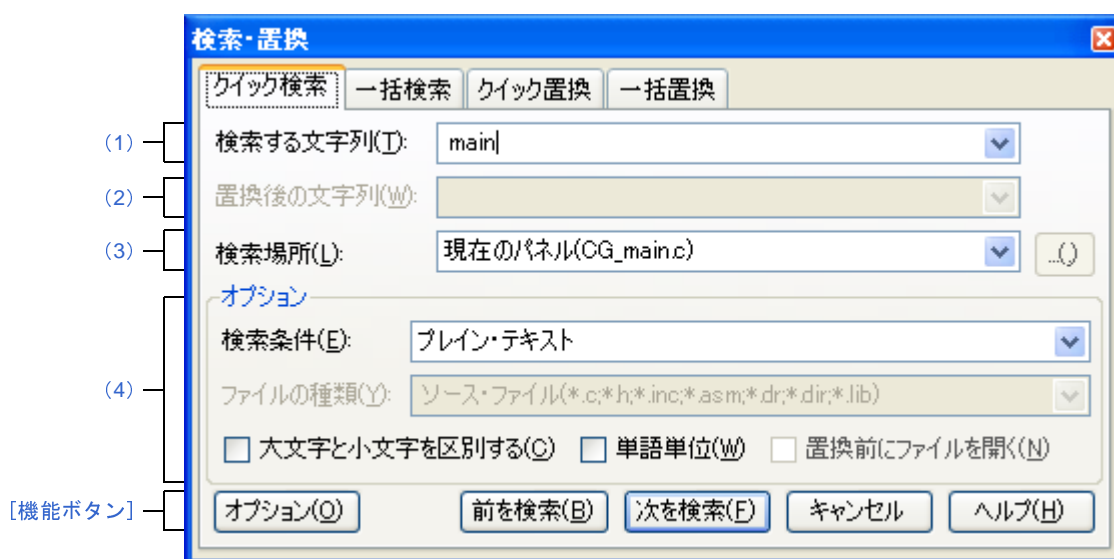 検索・置換
クイック検索 一括検索 クイック置換 一括置換
(1) 検索する文字列(T): main
(2) 置換後の文字列(W):
(3) 検索場所(L): 現在のパネル(CG_main.c) ...()
オプション
検索条件(E): プレイン・テキスト
(4) ファイルの種類(Y): ソース・ファイル(*.c;*.h;*.inc;*.asm;*.dr;*.dir;*.lib)
大文字と小文字を区別する(C) 単語単位(W) 置換前にファイルを開く(N)
[機能ボタン] オプション(O) 前を検索(B) 次を検索(F) キャンセル ヘルプ(H)